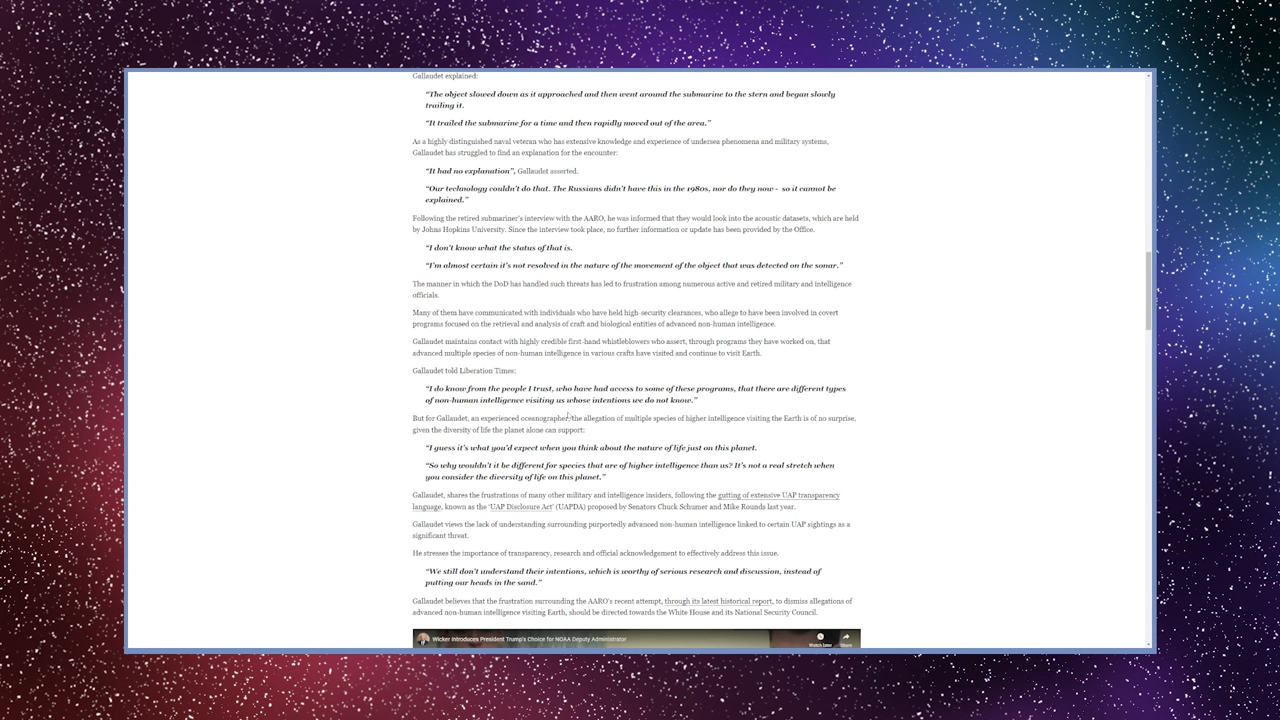 Gallaudet explained:
“The object slowed down as it approached and then went around the submarine to the stern and began slowly
trailing it.
“It trailed the submarine for a time and then rapidly moved out of the area.”
As a highly distinguished naval veteran who has extensive knowledge and experience of undersea phenomena and military systems,
Gallaudet has struggled to find an explanation for the encounter:
“It had no explanation”, Gallaudet asserted.
“Our technology couldn’t do that. The Russians didn’t have this in the 1980s, nor do they now - so it cannot be
explained.”
Following the retired submariner’s interview with the AARO, he was informed that they would look into the acoustic datasets, which are held
by Johns Hopkins University. Since the interview took place, no further information or update has been provided by the Office.
“I don’t know what the status of that is.
“I’m almost certain it’s not resolved in the nature of the movement of the object that was detected on the sonar.”
The manner in which the DoD has handled such threats has led to frustration among numerous active and retired military and intelligence
officials.
Many of them have communicated with individuals who have held high-security clearances, who allege to have been involved in covert
programs focused on the retrieval and analysis of craft and biological entities of advanced non-human intelligence.
Gallaudet maintains contact with highly credible first-hand whistleblowers who assert, through programs they have worked on, that
advanced multiple species of non-human intelligence in various crafts have visited and continue to visit Earth.
Gallaudet told Liberation Times:
“I do know from the people I trust, who have had access to some of these programs, that there are different types
of non-human intelligence visiting us whose intentions we do not know.”
But for Gallaudet, an experienced oceanographer, the allegation of multiple species of higher intelligence visiting the Earth is of no surprise,
given the diversity of life the planet alone can support:
“I guess it’s what you’d expect when you think about the nature of life just on this planet.
“So why wouldn’t it be different for species that are of higher intelligence than us? It’s not a real stretch when
you consider the diversity of life on this planet.”
Gallaudet, shares the frustrations of many other military and intelligence insiders, following the gutting of extensive UAP transparency
language, known as the ‘UAP Disclosure Act’ (UAPDA) proposed by Senators Chuck Schumer and Mike Rounds last year.
Gallaudet views the lack of understanding surrounding purportedly advanced non-human intelligence linked to certain UAP sightings as a
significant threat.
He stresses the importance of transparency, research and official acknowledgement to effectively address this issue.
“We still don’t understand their intentions, which is worthy of serious research and discussion, instead of
putting our heads in the sand.”
Gallaudet believes that the frustration surrounding the AARO’s recent attempt, through its latest historical report, to dismiss allegations of
advanced non-human intelligence visiting Earth, should be directed towards the White House and its National Security Council.
Wicker Introduces President Trump's Choice for NOAA Deputy Administrator
Watch later
Share